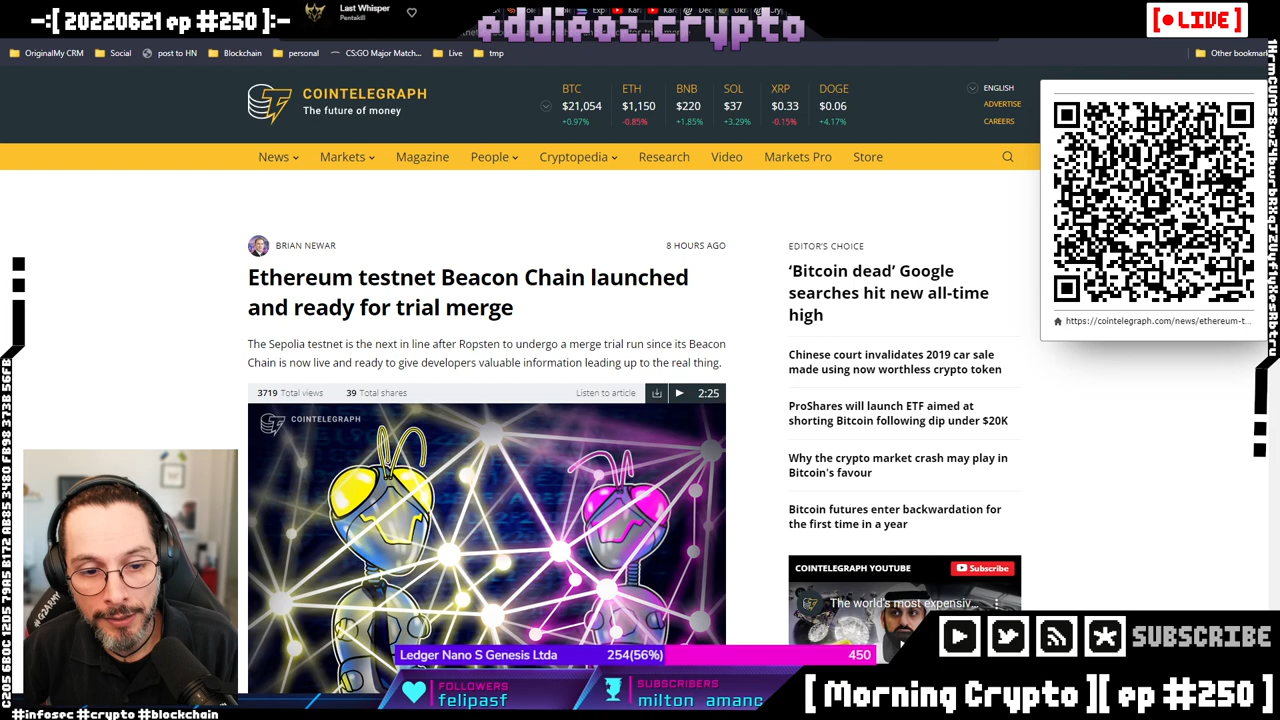 -:[ 20220621 ep #250 ]:-
Last Whisper
Pentakill
eddieoz.crypto
[● LIVE ]
OriginalMy CRM
Social
post to HN
Blockchain
personal
CS:GO Major Match...
Live
tmp
Other bookmar
COINTELEGRAPH
The future of money
BTC ETH BNB SOL XRP DOGE
$21,054 $1,150 $220 $37 $0.33 $0.06
+0.97% -0.85% +1.85% +3.29% -0.15% +4.17%
ENGLISH
ADVERTISE
CAREERS
News Markets Magazine People Cryptopedia Research Video Markets Pro Store
BRIAN NEWAR
8 HOURS AGO
Ethereum testnet Beacon Chain launched
and ready for trial merge
The Sepolia testnet is the next in line after Ropsten to undergo a merge trial run since its Beacon
Chain is now live and ready to give developers valuable information leading up to the real thing.
3719 Total views 39 Total shares Listen to article 2:25
COINTELEGRAPH
EDITOR'S CHOICE
‘Bitcoin dead’ Google
searches hit new all-time
high
Chinese court invalidates 2019 car sale
made using now worthless crypto token
ProShares will launch ETF aimed at
shorting Bitcoin following dip under $20K
Why the crypto market crash may play in
Bitcoin's favour
Bitcoin futures enter backwardation for
the first time in a year
COINTELEGRAPH YOUTUBE
Subscribe
The world's most expensiv...
https://cointelegraph.com/news/ethereum-t...
Ledger Nano S Genesis Ltda 254(56%) 450
FOLLOWERS
felipasf
SUBSCRIBERS
milton amanc
SUBSCRIBE
[ Morning Crypto ][ ep #250 ]
#infosec #crypto #blockchain